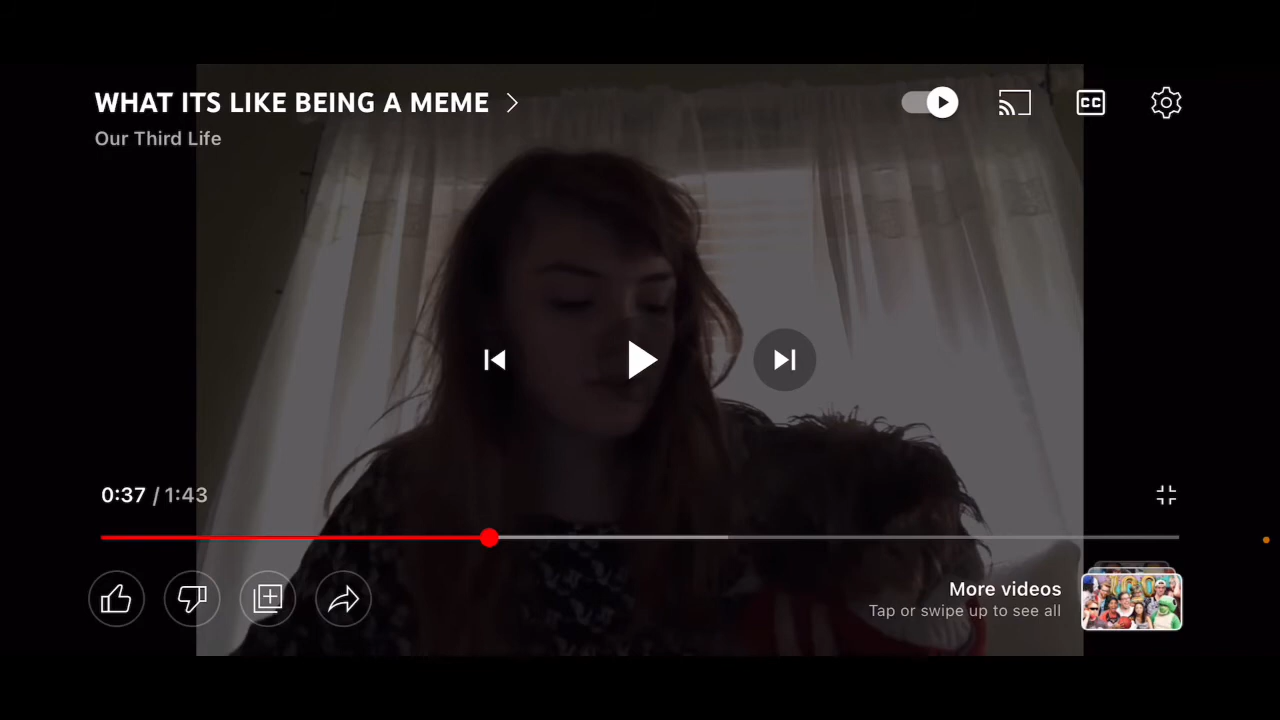 WHAT ITS LIKE BEING A MEME
Our Third Life
CC
0:37 / 1:43
More videos
Tap or swipe up to see all